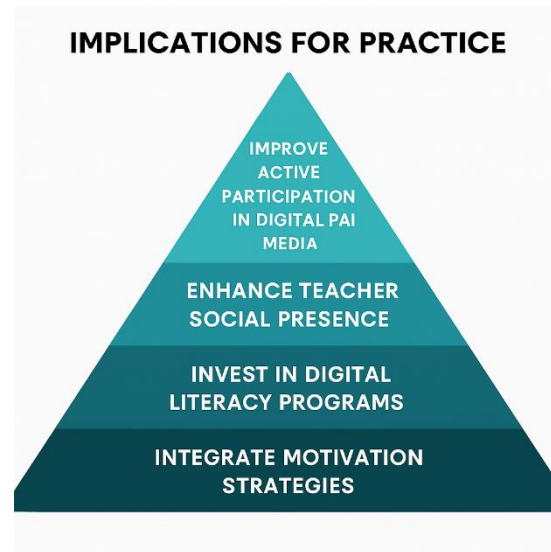 IMPLICATIONS FOR PRACTICE
IMPROVE
ACTIVE
PARTICIPATION
IN DIGITAL PAI
MEDIA
ENHANCE TEACHER
SOCIAL PRESENCE
INVEST IN DIGITAL
LITERACY PROGRAMS
INTEGRATE MOTIVATION
STRATEGIES